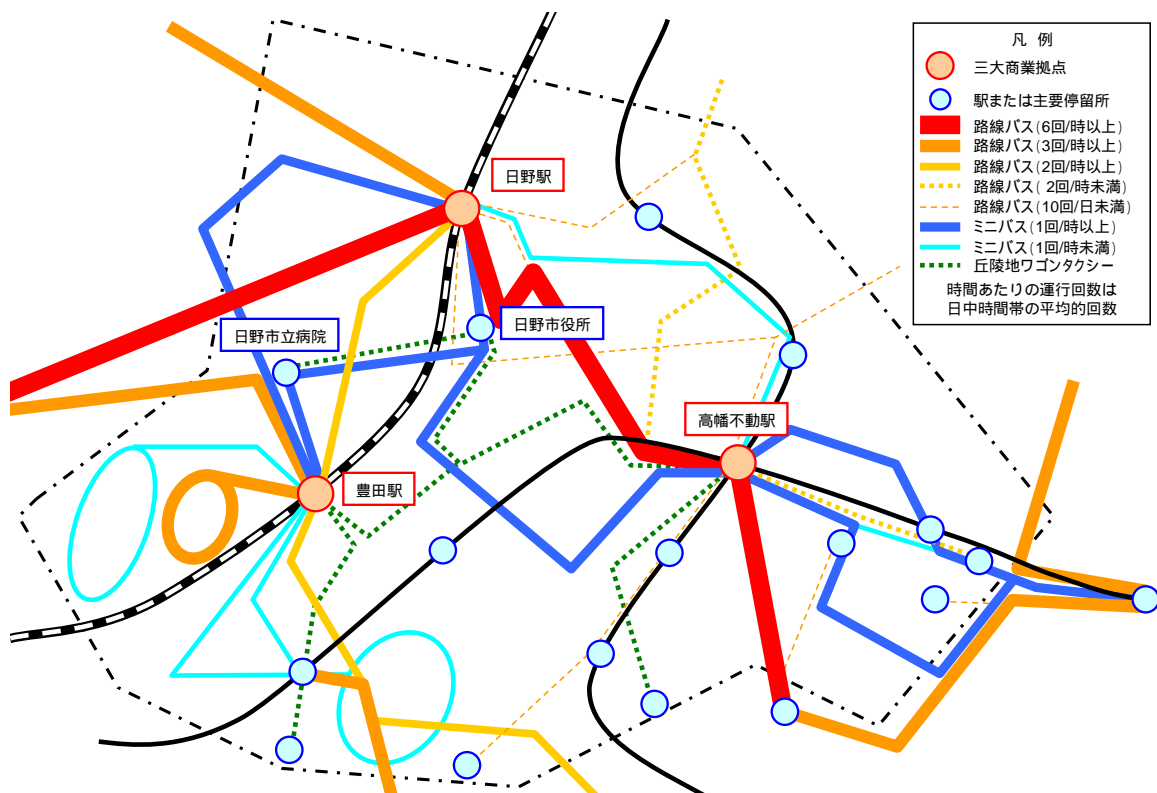 凡 例
三大商業拠点
駅または主要停留所
路線バス(6回/時以上)
路線バス(3回/時以上)
路線バス(2回/時以上)
路線バス( 2回/時未満)
路線バス(10回/日未満)
ミニバス(1回/時以上)
ミニバス(1回/時未満)
丘陵地ワゴンタクシー
時間あたりの運行回数は
日中時間帯の平均的回数
日野駅
日野市役所
日野市立病院
高幡不動駅
豊田駅